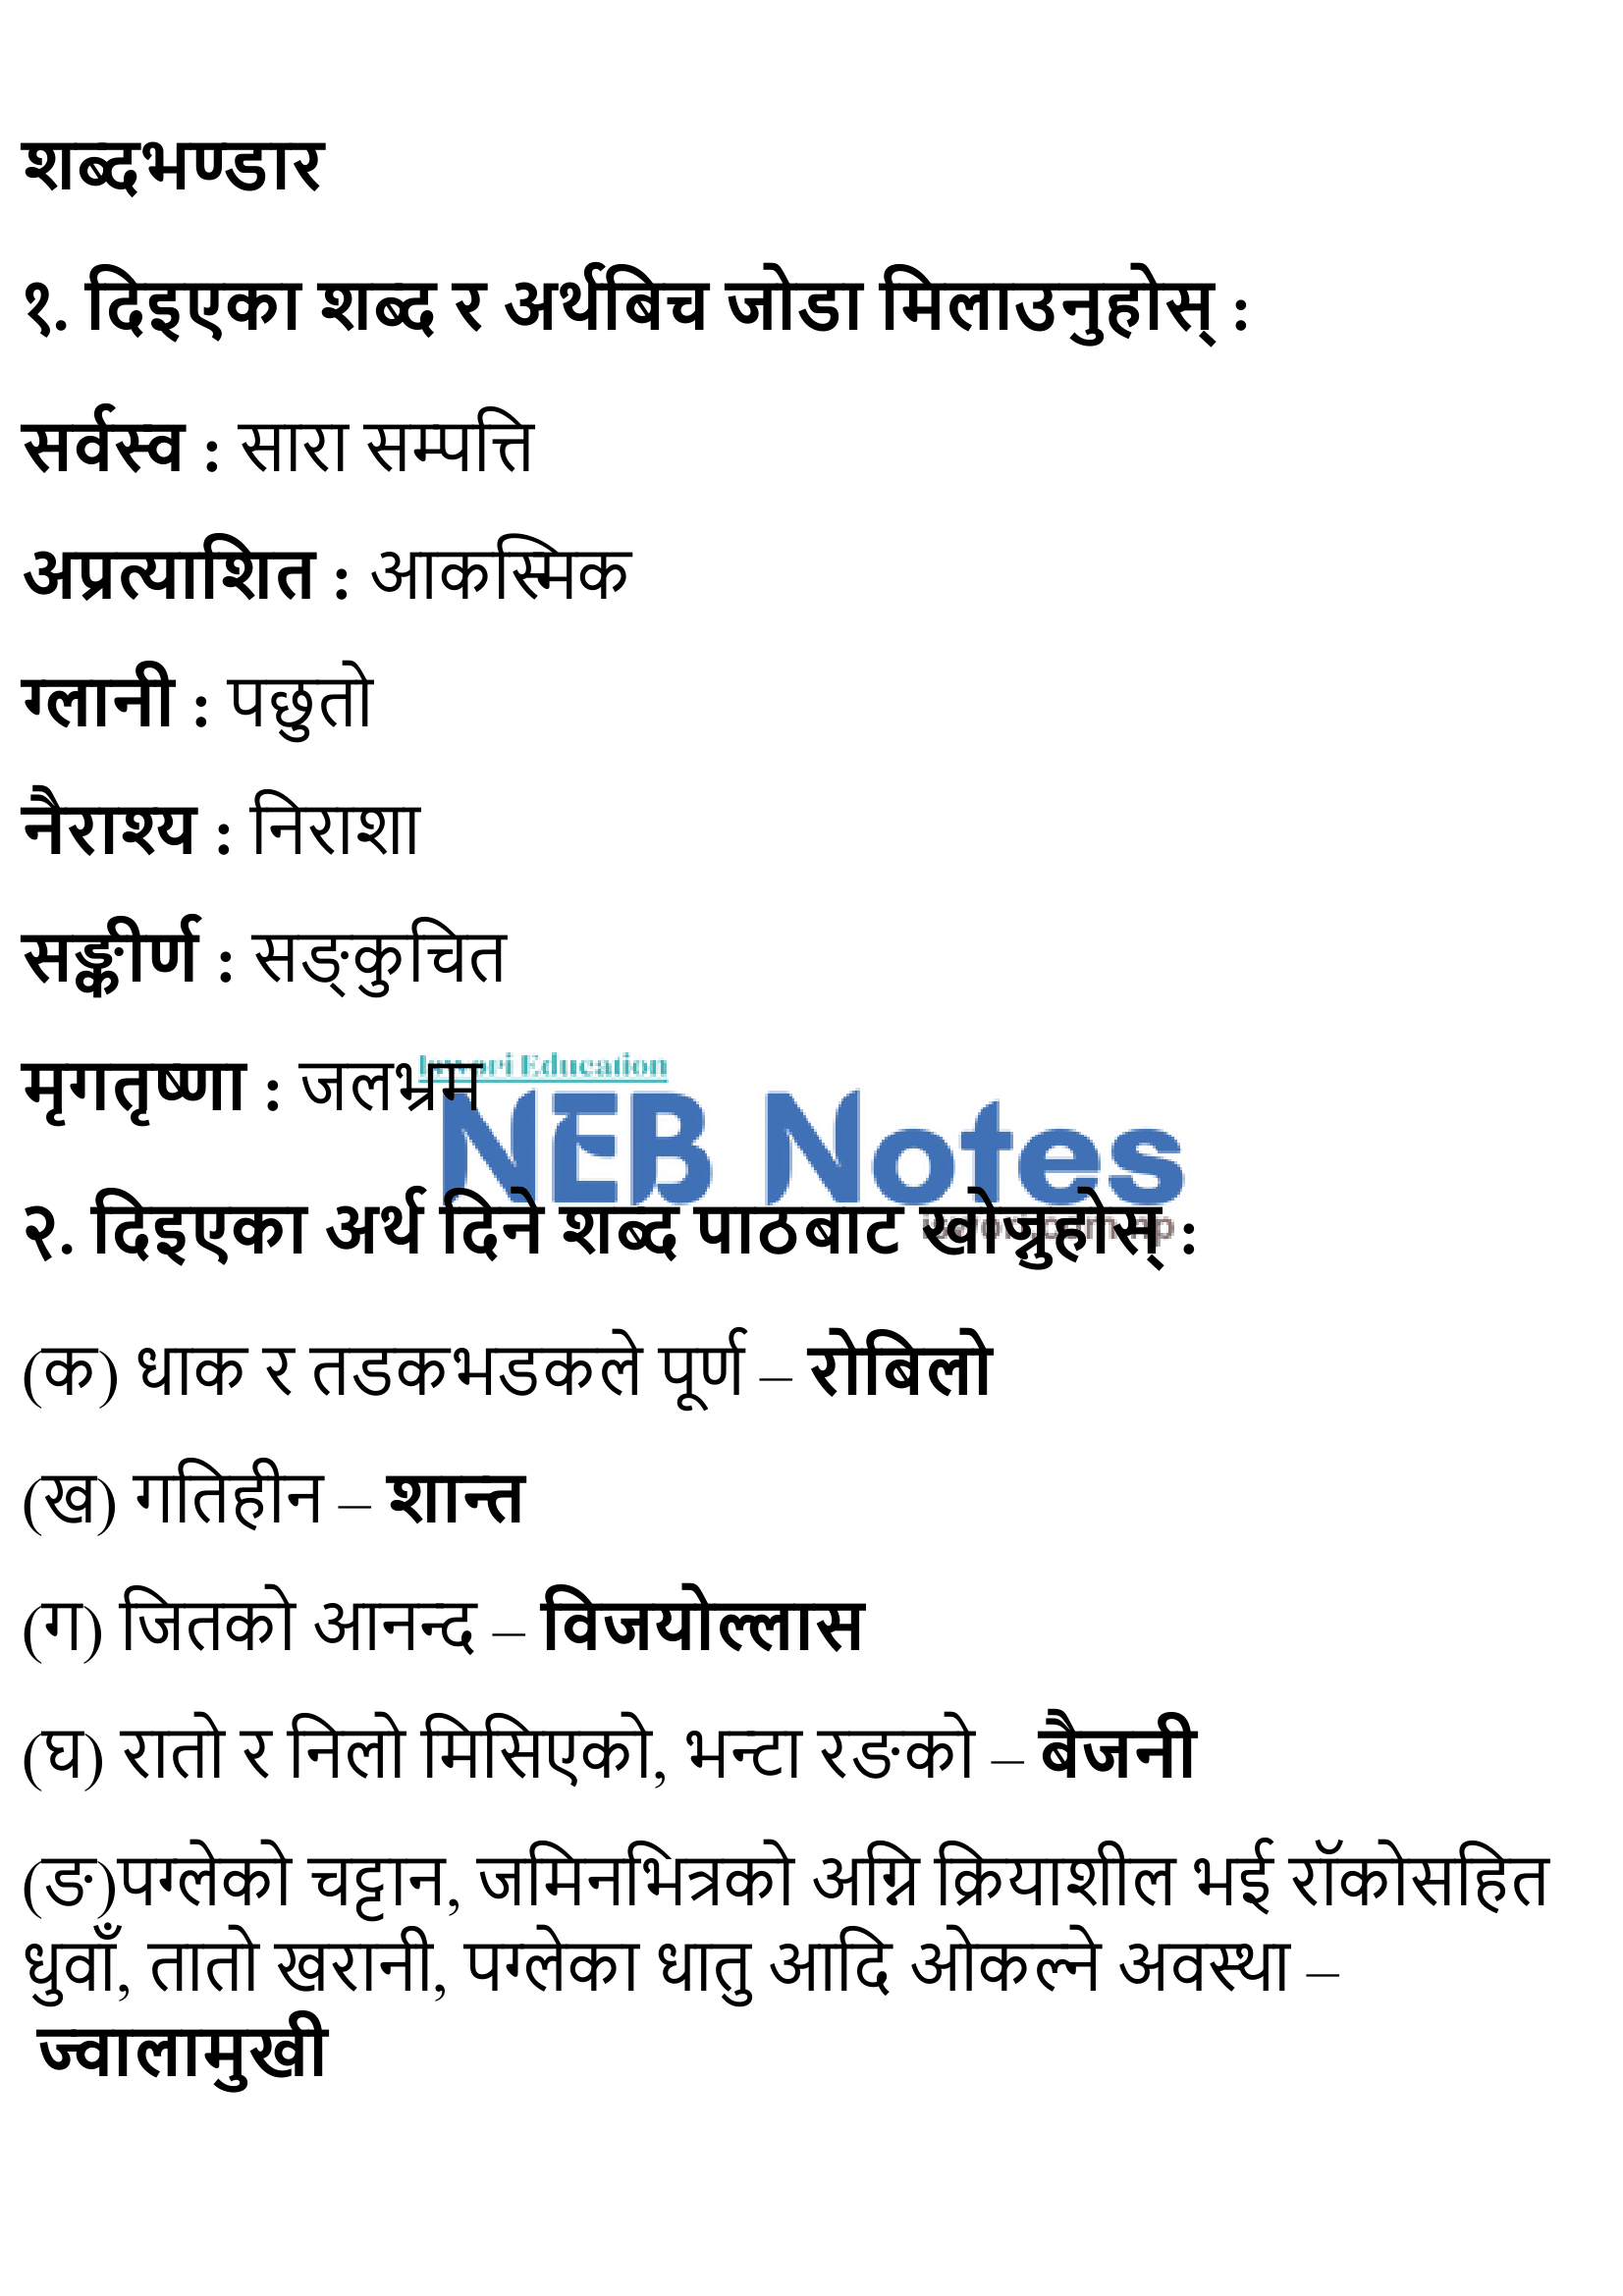 शब्दभण्डार
१. दिइएका शब्द र अर्थबिच जोडा मिलाउनुहोस् :
सर्वस्व : सारा सम्पत्ति
अप्रत्याशित : आकस्मिक
ग्लानी : पछुतो
नैराश्य : निराशा
सङ्कीर्ण : सङ्कुचित
Education
मृगतृष्णा : जलभ्रम
NEB Notes
२. दिइएका अर्थ दिने शब्द पाठबाट खोज्नुहोस् :
(क) धाक र तडकभडकले पूर्ण – रोबिलो
(ख) गतिहीन – शान्त
(ग) जितको आनन्द – विजयोल्लास
(घ) रातो र निलो मिसिएको, भन्टा रङको – बैजनी
(ङ)पग्लेको चट्टान, जमिनभित्रको अग्नि क्रियाशील भई रॉकोसहित
धुवाँ, तातो खरानी, पग्लेका धातु आदि ओकल्ने अवस्था –
ज्वालामुखी